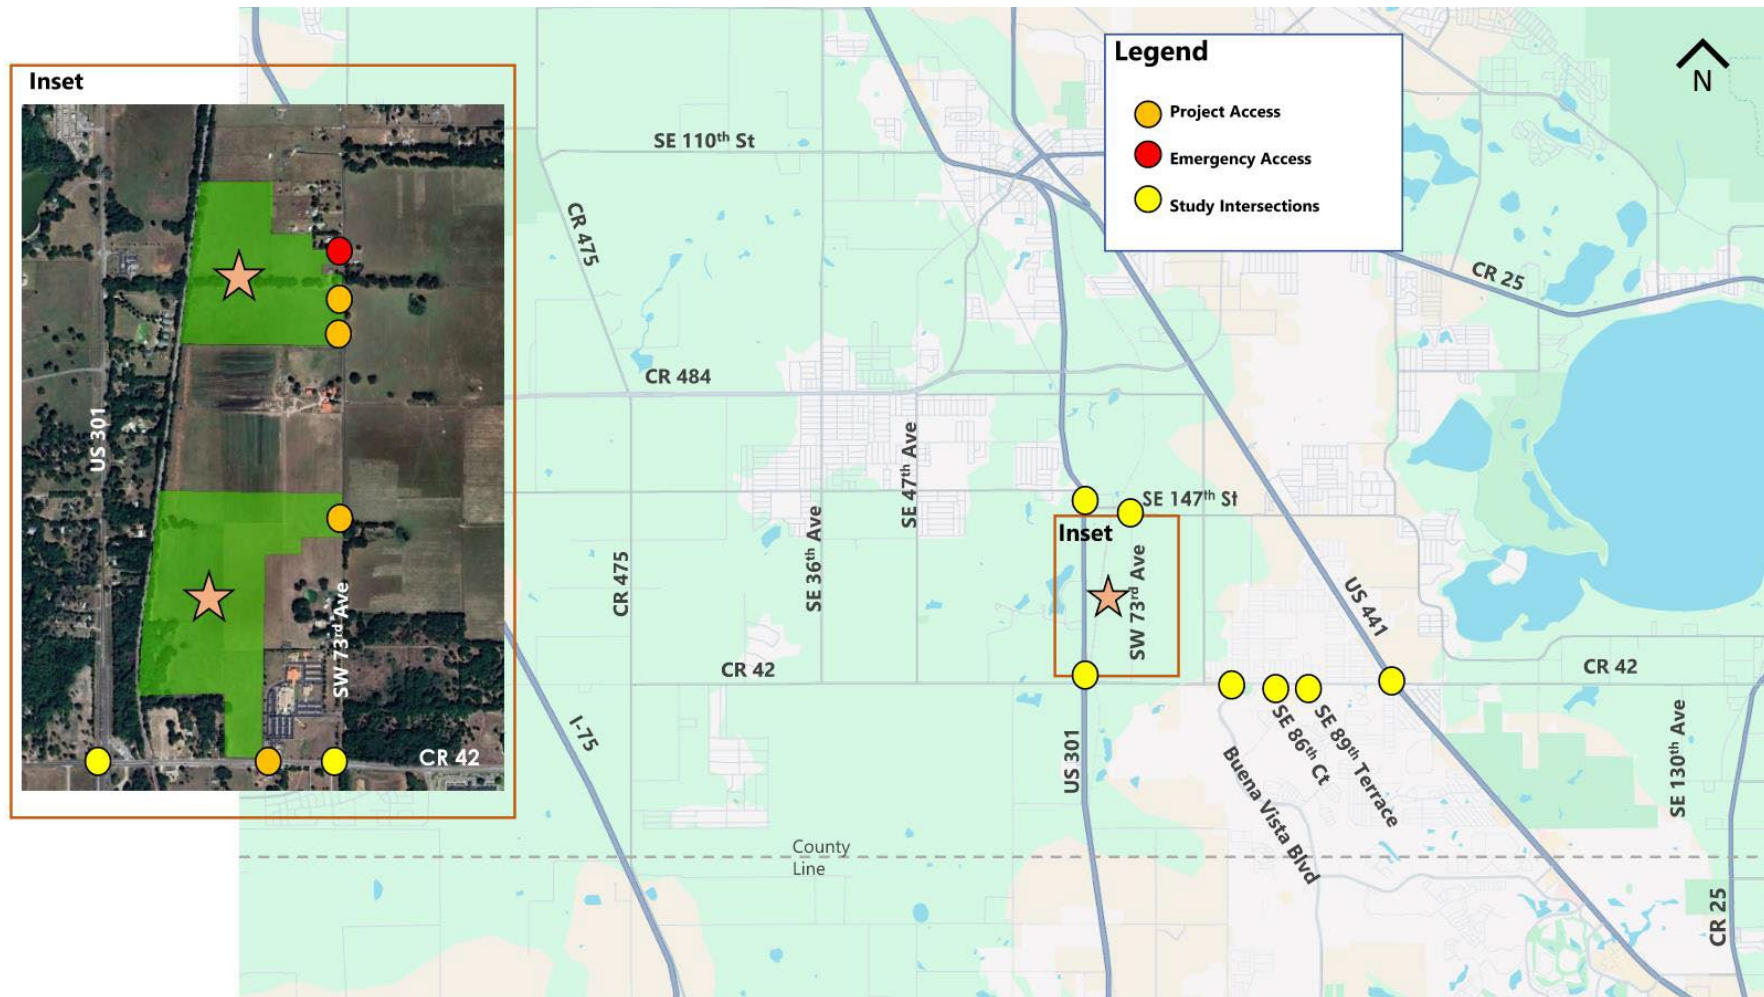 Inset
US 301
SW 73rd Ave
CR 42
Legend
Project Access
Emergency Access
Study Intersections
N
SE 110th St
CR 475
CR 25
CR 484
SE 47th Ave
SE 36th Ave
CR 475
SE 147th St
Inset
SW 73rd Ave
US 441
CR 42
CR 42
I-75
US 301
SE 86th Ct
SE 89th Terrace
Buena Vista Blvd
SE 130th Ave
County
Line
CR 25